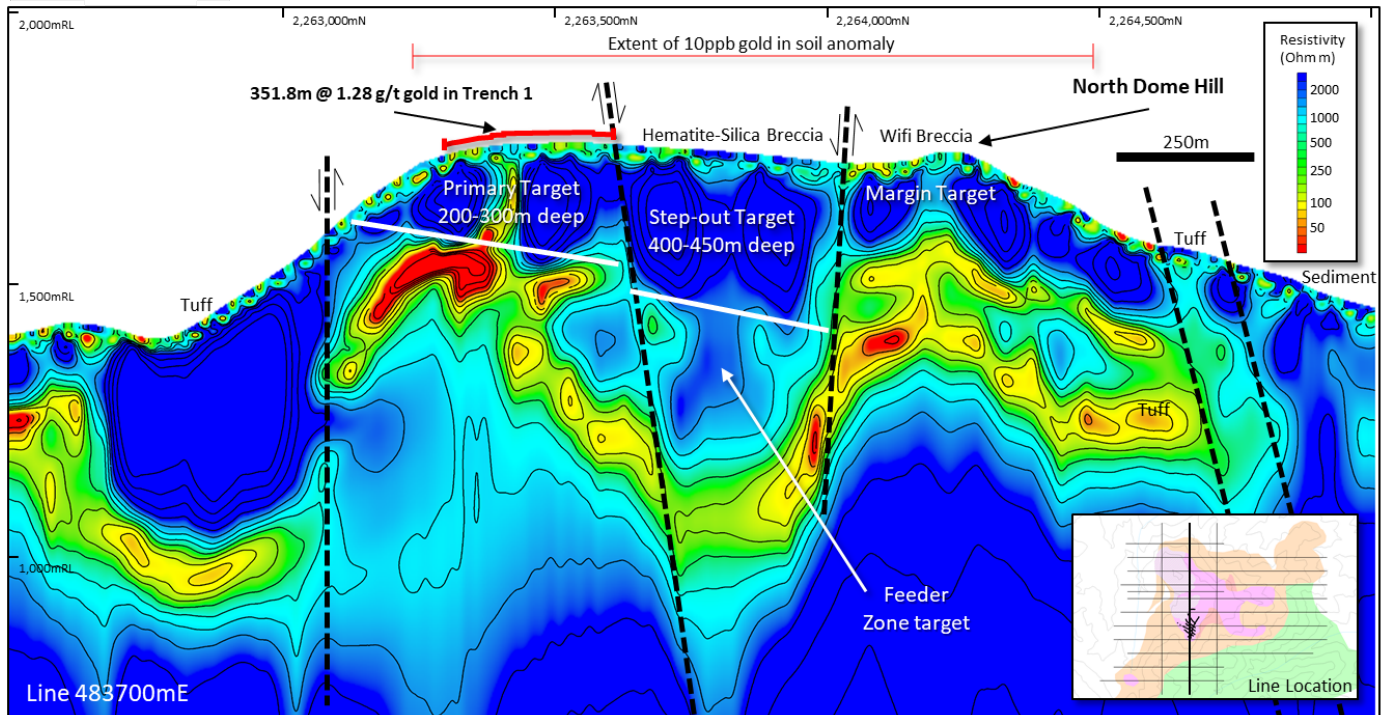 2,000mRL
2,263,000mN
2,263,500mN
2,264,000mN
2,264,500mN
Extent of 10ppb gold in soil anomaly
Resistivity
(Ohm m)
2000
1000
500
250
100
50
351.8m @ 1.28 g/t gold in Trench 1
North Dome Hill
Hematite-Silica Breccia
Wifi Breccia
250m
Primary Target
200-300m deep
Step-out Target
400-450m deep
Margin Target
Tuff
Sediment
1,500mRL
Tuff
Tuff
1,000mRL
Feeder
Zone target
Line 483700mE
Line Location